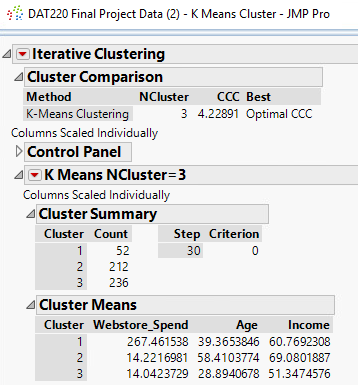 DAT220 Final Project Data (2) - K Means Cluster - JMP Pro
Iterative Clustering
Cluster Comparison
Method NCluster CCC Best
K-Means Clustering 3 4.22891 Optimal CCC
Columns Scaled Individually
Control Panel
K Means NCluster=3
Columns Scaled Individually
Cluster Summary
Cluster Count Step Criterion
1 52 30 0
2 212
3 236
Cluster Means
Cluster Webstore_Spend Age Income
1 267.461538 39.3653846 60.7692308
2 14.2216981 58.4103774 69.0801887
3 14.0423729 28.8940678 51.3474576